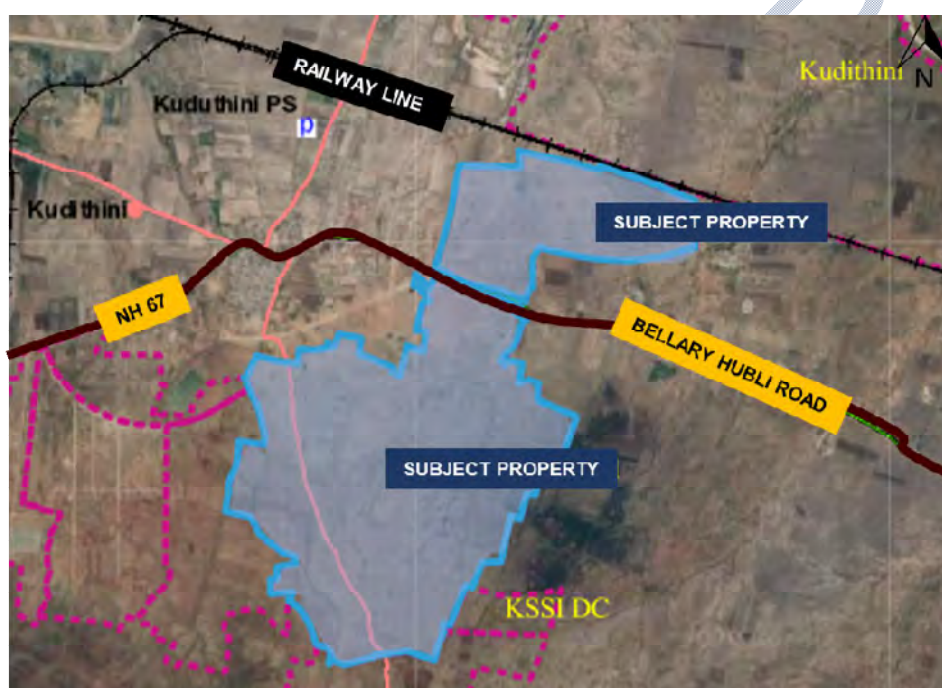 RAILWAY LINE
Kudithini
N
Kuduthini PS
p
Kudithini
SUBJECT PROPERTY
NH 67
BELLARY HUBLI ROAD
SUBJECT PROPERTY
KSSI DC